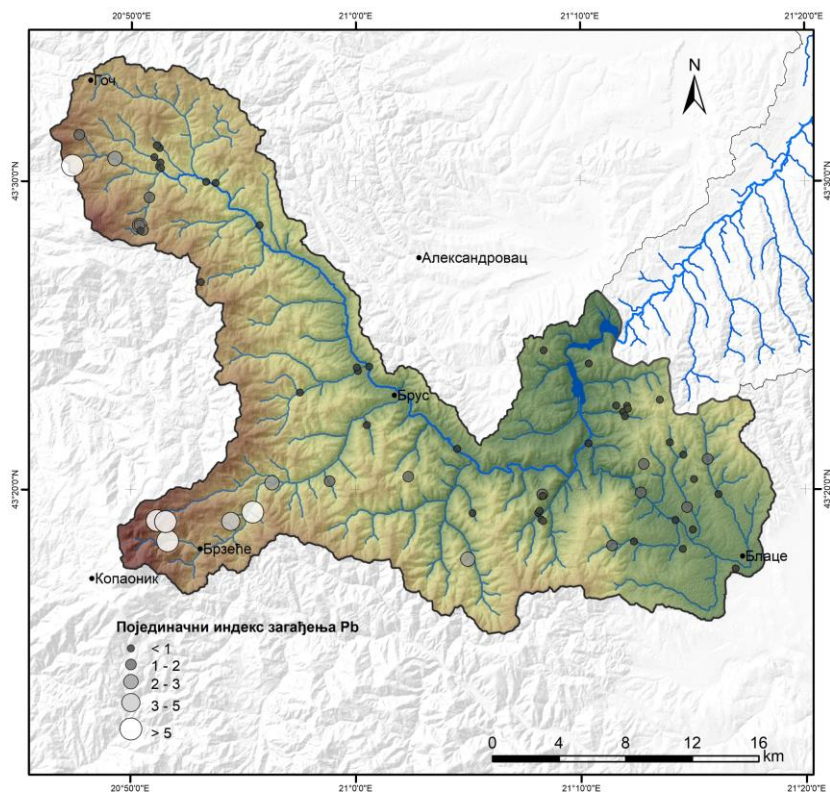 20°50'0"E 21°0'0"E 21°10'0"E 21°20'0"E
N
Гоч
43°30'0"N 43°30'0"N
Александровац
Брус
43°20'0"N 43°20'0"N
Брзеће
Блаце
Копаоник
Појединачни индекс загађења Pb
< 1
1 - 2
2 - 3
3 - 5
> 5
0 4 8 12 16
km
20°50'0"E 21°0'0"E 21°10'0"E 21°20'0"E